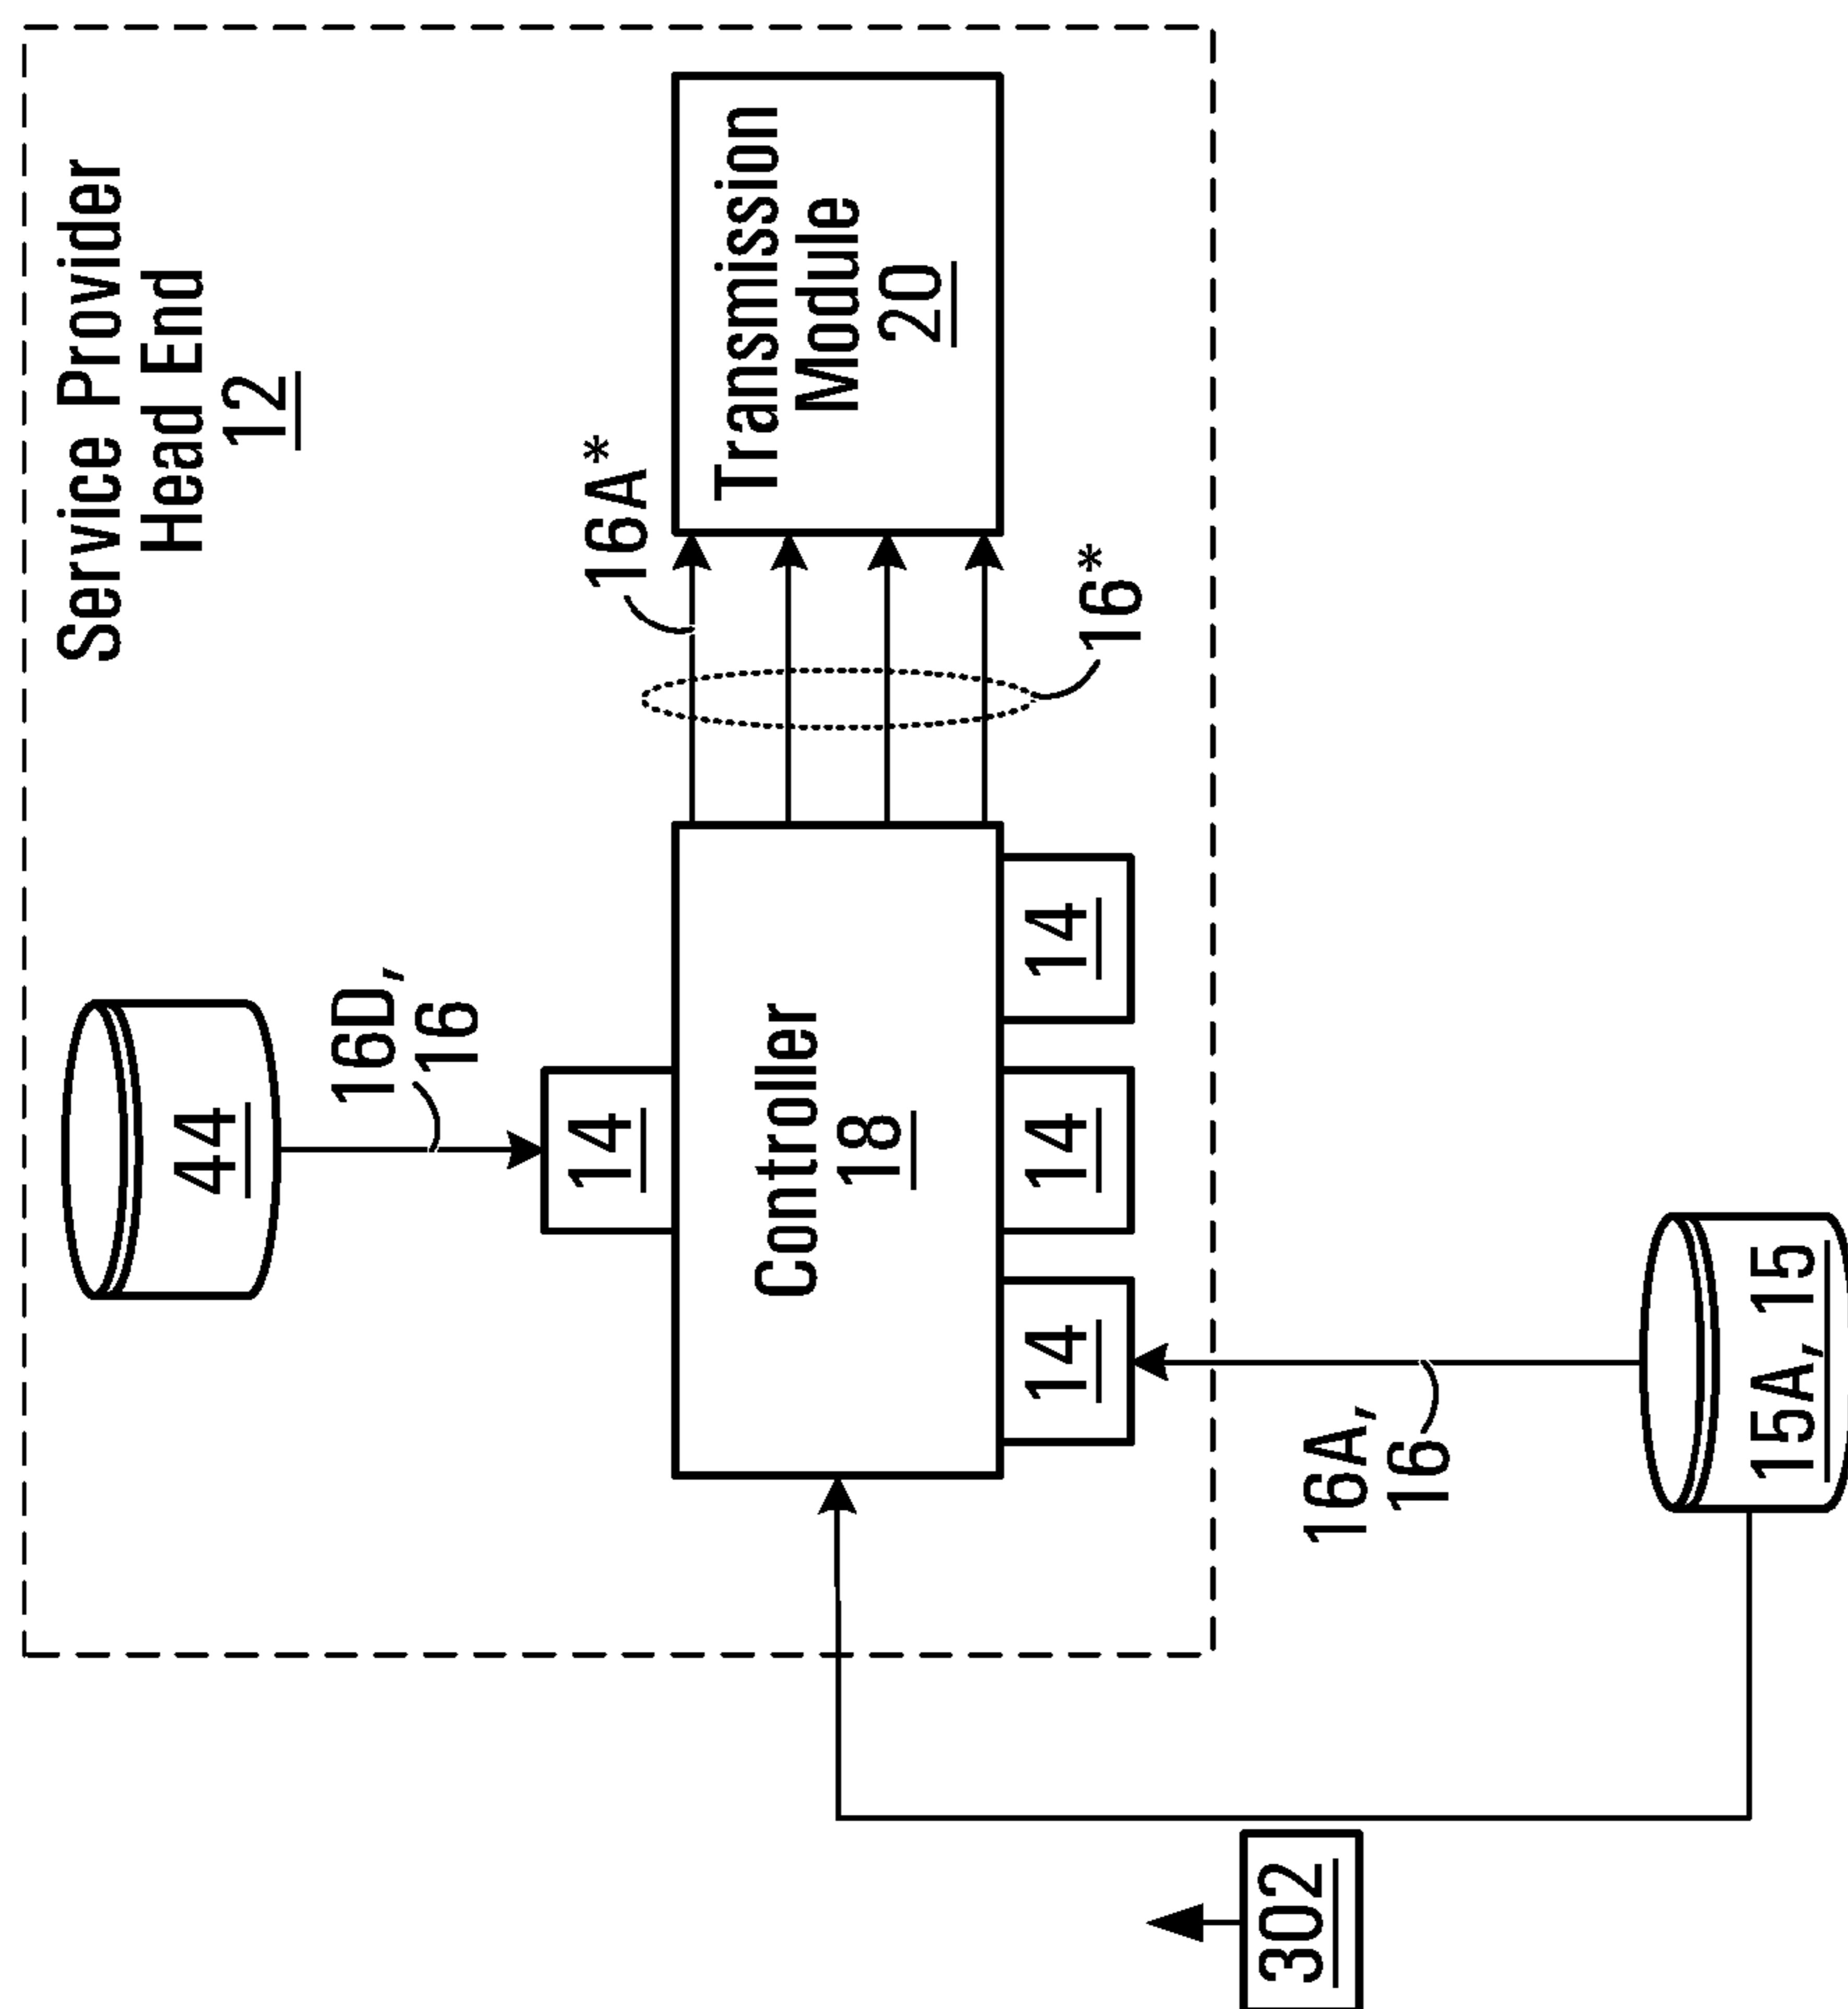 Service Provider
Head End
12
44
16D,
16
14
16A*
Transmission
Module
20
Controller
18
16*
14
14
14
16A,
16
15A, 15
302